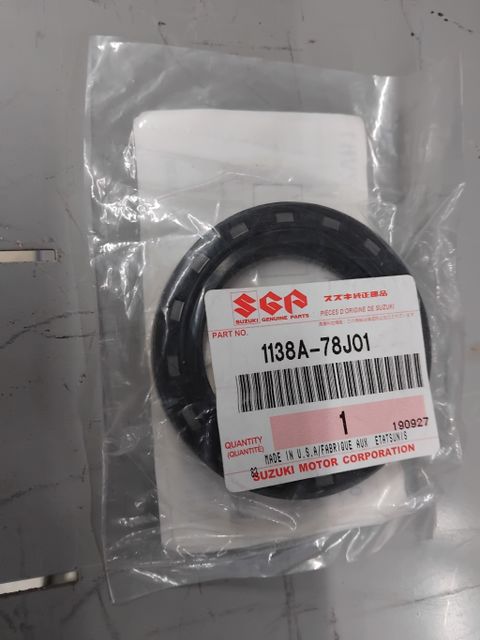 SGP スズキ純正部品
SUZUKI GENUINE PARTS PIECES D'ORIGINE DE SUZUKI
PART NO.
1138A-78J01
1
190927
QUANTITY
(QUANTITÉ)
MADE IN U.S.A/FABRIQUE AUX ETATSUNIS
SUZUKI MOTOR CORPORATION